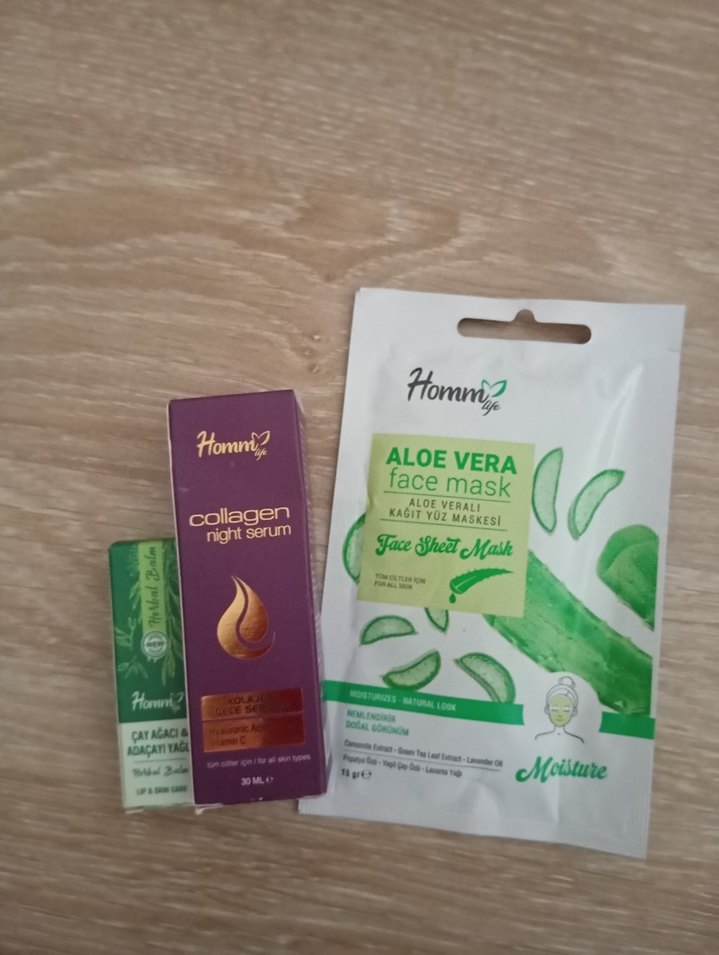 Herbal Balm
NEW
Homm
life
ÇAY AĞACI &
ADAÇAYI YAĞI
Herbal Balm
LIP & SKIN CARE
Homm
life
collagen
night serum
KOLAJEN
GECE SERUMU
Hyaluronic Acid
Vitamin C
tüm ciltler için / for all skin types
30 ML e
Homm
life
ALOE VERA
face mask
ALOE VERALI
KAĞIT YÜZ MASKESİ
Face Sheet Mask
TÜM CİLTLER İÇİN
FOR ALL SKIN
MOISTURIZES - NATURAL LOOK
NEMLENDİRİR
DOĞAL GÖRÜNÜM
Camomile Extract - Green Tea Leaf Extract - Lavander Oil
Papatya Özü - Yeşil Çay Özü - Lavanta Yağı
15 gr e
Moisture